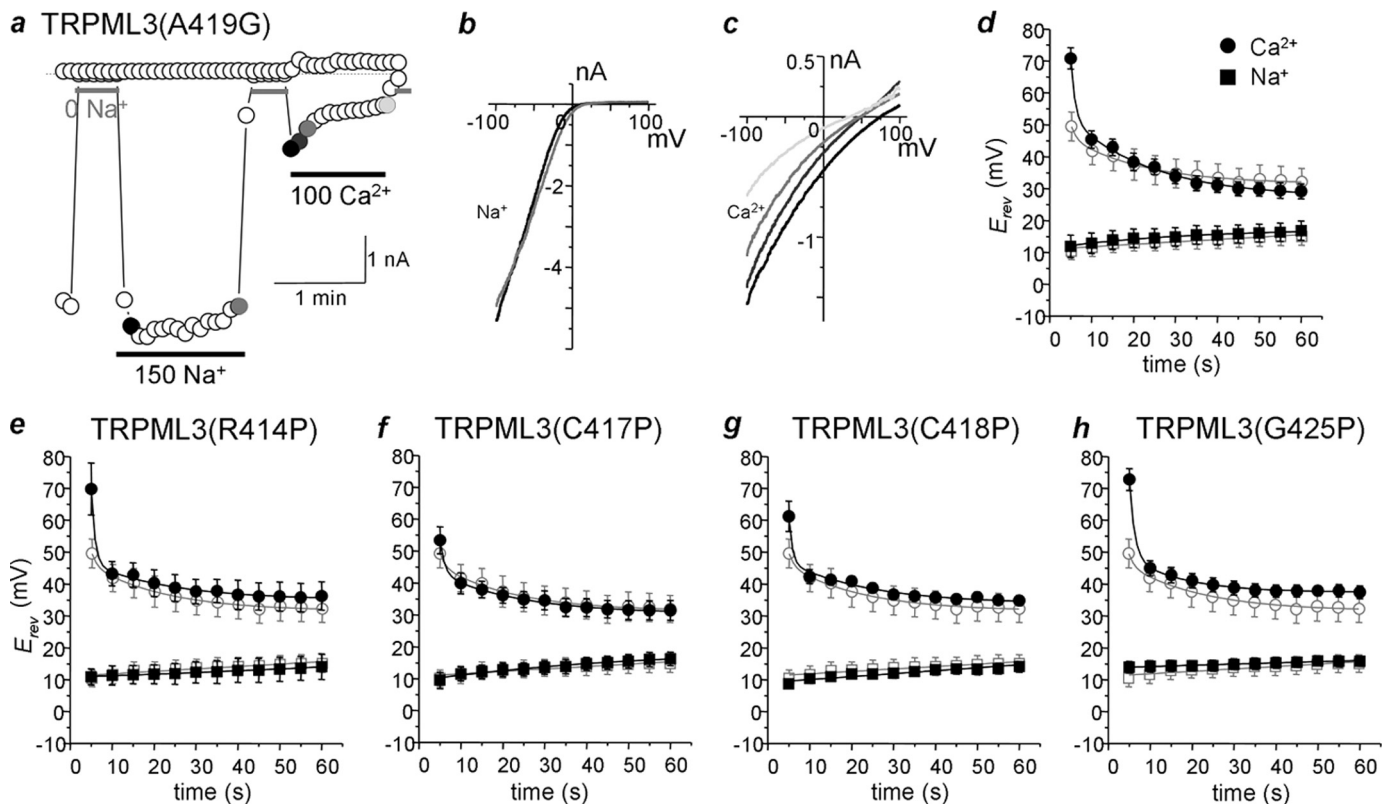 a TRPML3(A419G)
0 Na+
100 Ca2+
1 nA
1 min
150 Na+
b
nA
-100
0
100
mV
-2
-4
Na+
c
0.5
nA
-100
0
100
mV
Ca2+
-1
d
80
70
60
50
40
30
20
10
0
-10
Erev (mV)
Ca2+
Na+
0 10 20 30 40 50 60
time (s)
e TRPML3(R414P)
80
70
60
50
40
30
20
10
0
-10
Erev (mV)
0 10 20 30 40 50 60
time (s)
f TRPML3(C417P)
80
70
60
50
40
30
20
10
0
-10
0 10 20 30 40 50 60
time (s)
g TRPML3(C418P)
80
70
60
50
40
30
20
10
0
-10
0 10 20 30 40 50 60
time (s)
h TRPML3(G425P)
80
70
60
50
40
30
20
10
0
-10
0 10 20 30 40 50 60
time (s)